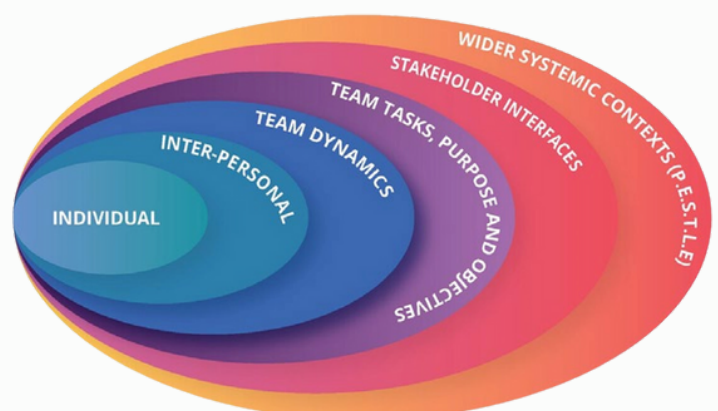 WIDER SYSTEMIC CONTEXTS (P.E.S.T.L.E)
STAKEHOLDER INTERFACES
TEAM TASKS, PURPOSE AND OBJECTIVES
TEAM DYNAMICS
INTER-PERSONAL
INDIVIDUAL